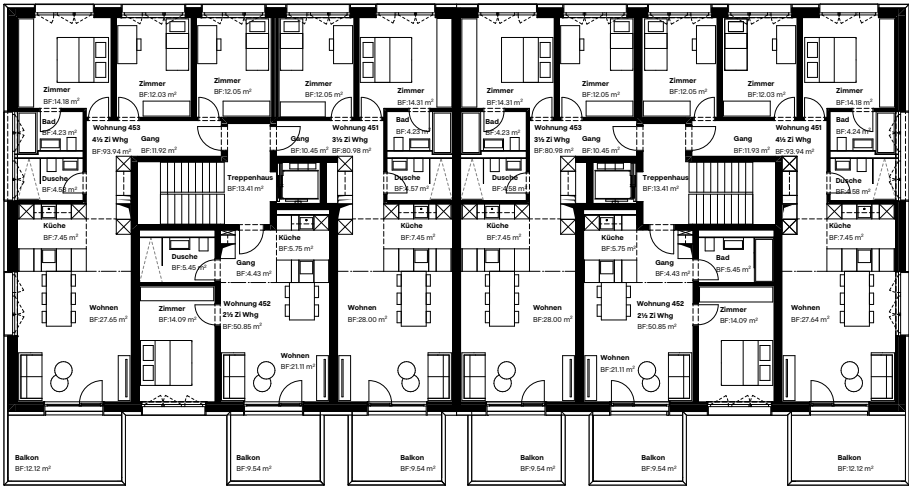 Zimmer
BF:14.18 m²
Zimmer
BF:12.03 m²
Zimmer
BF:12.05 m²
Zimmer
BF:12.05 m²
Zimmer
BF:14.31 m²
Zimmer
BF:14.31 m²
Zimmer
BF:12.05 m²
Zimmer
BF:12.05 m²
Zimmer
BF:12.03 m²
Zimmer
BF:14.18 m²
Bad
BF:4.23 m²
Wohnung 453
4½ Zi Whg
BF:93.94 m²
Gang
BF:11.92 m²
Gang
BF:10.45 m²
Wohnung 451
3½ Zi Whg
BF:80.98 m²
Bad
BF:4.23 m²
Bad
BF:4.23 m²
Wohnung 453
3½ Zi Whg
BF:80.98 m²
Gang
BF:10.45 m²
Gang
BF:11.93 m²
Wohnung 451
4½ Zi Whg
BF:93.94 m²
Bad
BF:4.24 m²
Dusche
BF:4.58 m²
Treppenhaus
BF:13.41 m²
Dusche
BF:4.57 m²
Dusche
BF:4.58 m²
Treppenhaus
BF:13.41 m²
Dusche
BF:4.58 m²
Küche
BF:7.45 m²
Dusche
BF:5.45 m²
Gang
BF:4.43 m²
Küche
BF:5.75 m²
Küche
BF:7.45 m²
Küche
BF:7.45 m²
Küche
BF:5.75 m²
Gang
BF:4.43 m²
Bad
BF:5.45 m²
Küche
BF:7.45 m²
Wohnen
BF:27.65 m²
Zimmer
BF:14.09 m²
Wohnung 452
2½ Zi Whg
BF:50.85 m²
Wohnen
BF:21.11 m²
Wohnen
BF:28.00 m²
Wohnen
BF:28.00 m²
Wohnung 452
2½ Zi Whg
BF:50.85 m²
Wohnen
BF:21.11 m²
Zimmer
BF:14.09 m²
Wohnen
BF:27.64 m²
Balkon
BF:12.12 m²
Balkon
BF:9.54 m²
Balkon
BF:9.54 m²
Balkon
BF:9.54 m²
Balkon
BF:9.54 m²
Balkon
BF:12.12 m²